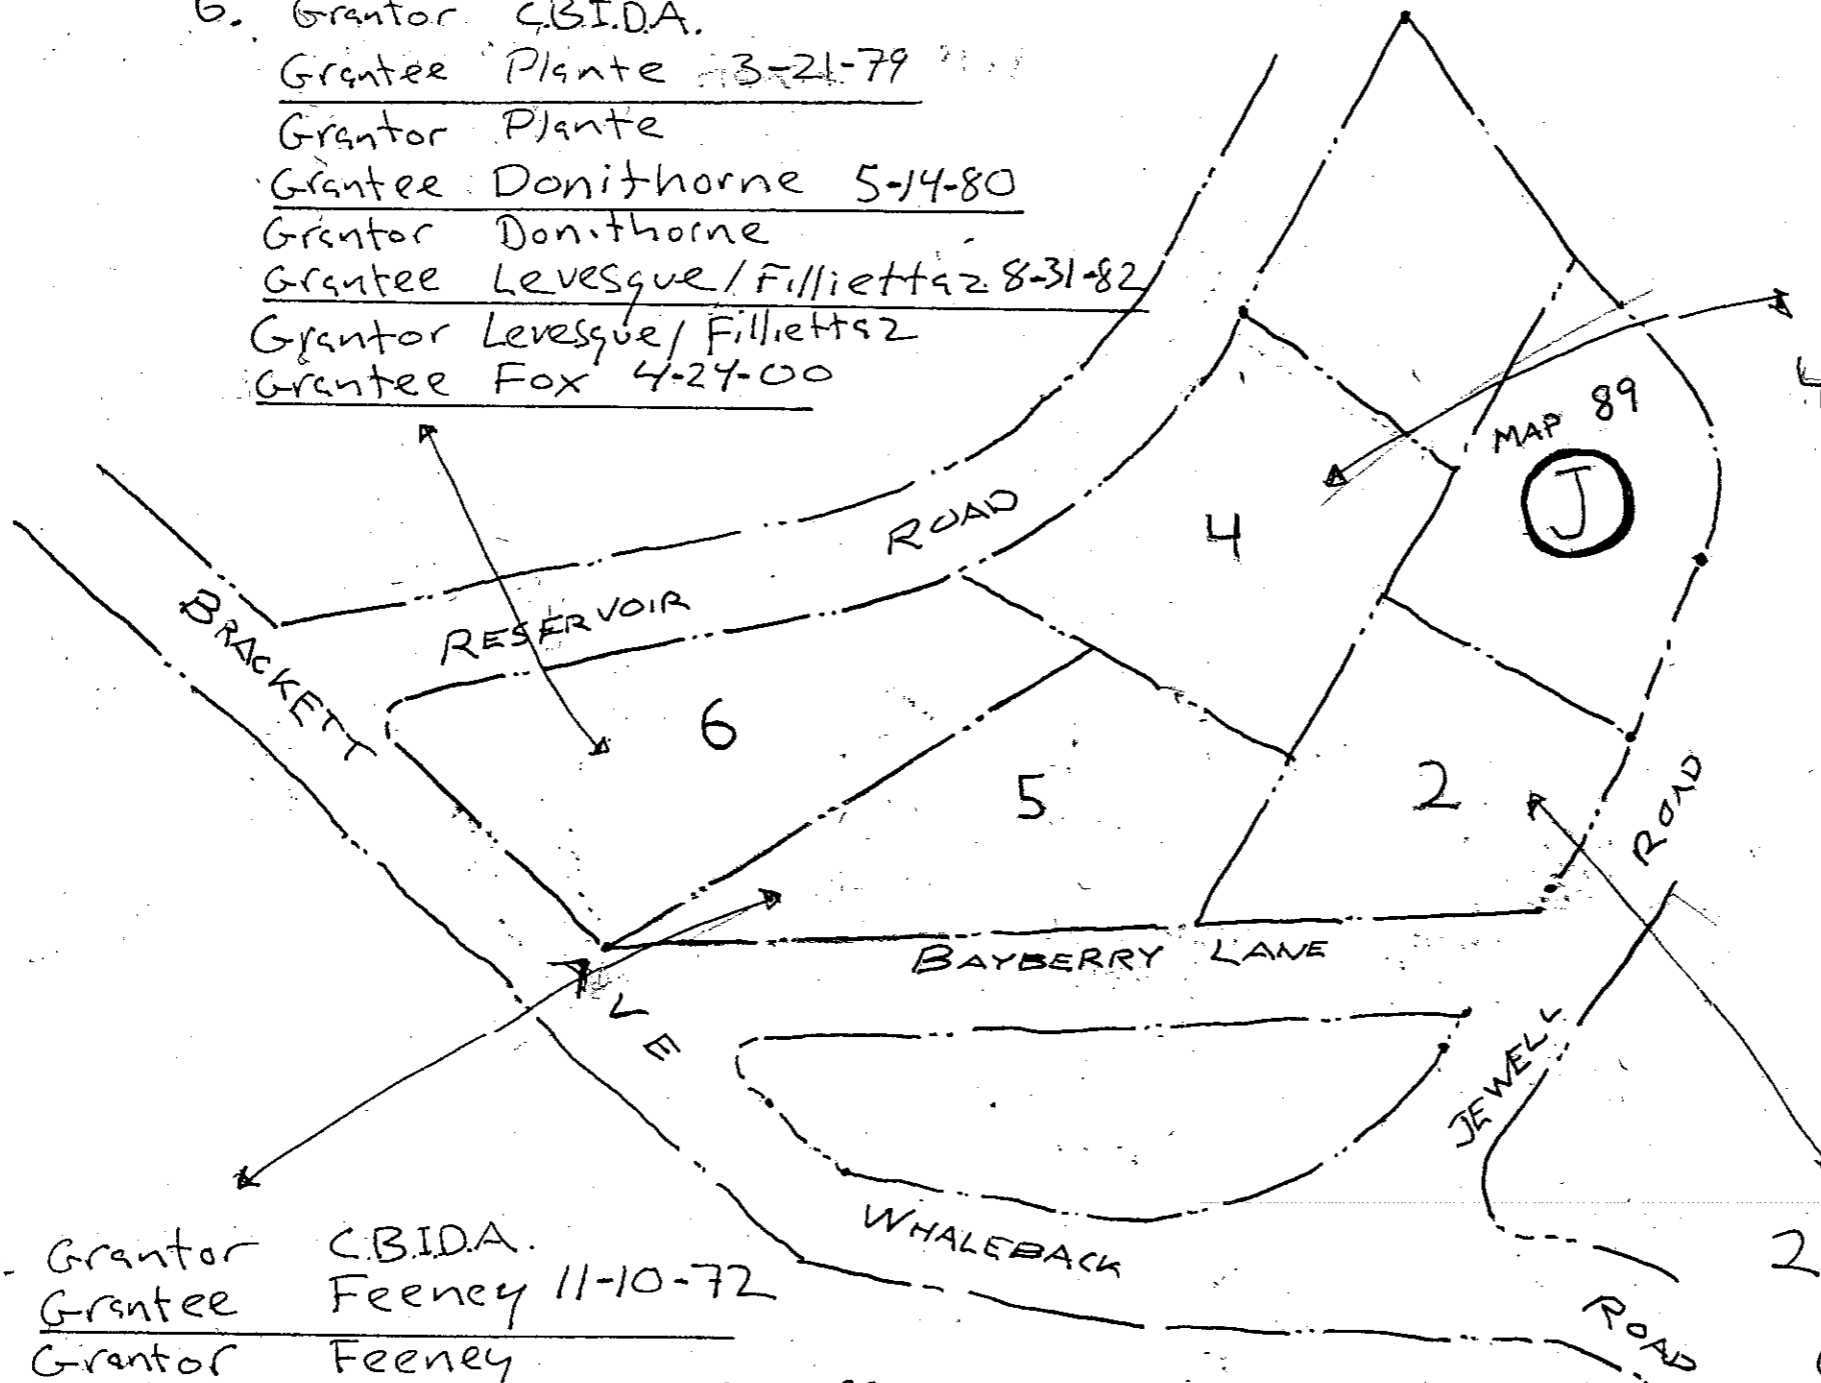 6. Grantor C.B.I.D.A.
Grantee Plante 3-21-79
Grantor Plante
Grantee Donithorne 5-14-80
Grantor Donithorne
Grantee Levesque/Filliettaz 8-31-82
Grantor Levesque/Filliettaz
Grantee Fox 4-24-00
MAP 89
J
4
4
RESERVOIR ROAD
BRACKETT AVE
6
5
2
BAYBERRY LANE
JEWELL ROAD
WHALEBACK ROAD
2
- Grantor C.B.I.D.A.
Grantee Feeney 11-10-72
Grantor Feeney